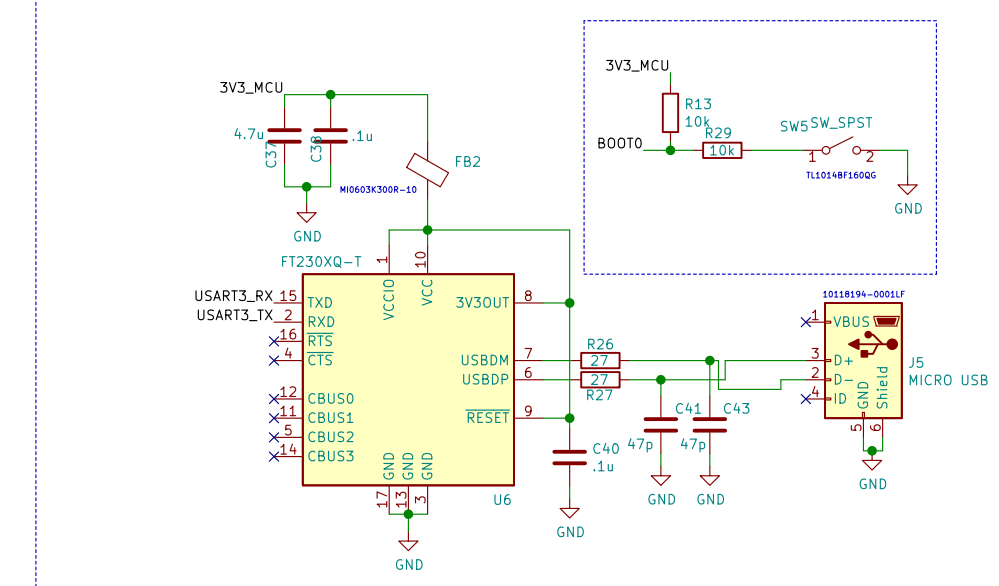 3V3_MCU
4.7u
C37
C38
.1u
GND
FB2
MI0603K300R-10
3V3_MCU
R13
10k
BOOT0
R29
10k
SW5
SW_SPST
1
2
TL1014BF160QG
GND
FT230XQ-T
1
10
VCCIO
VCC
USART3_RX
15
TXD
USART3_TX
2
RXD
16
RTS
4
CTS
12
CBUS0
11
CBUS1
5
CBUS2
14
CBUS3
3V3OUT
8
USBDM
7
USBDP
6
RESET
9
GND
GND
GND
17
13
3
U6
GND
R26
27
27
R27
C40
.1u
GND
C41
47p
GND
C43
47p
GND
10118194-0001LF
1
VBUS
3
D+
2
D-
4
ID
GND
Shield
5
6
J5
MICRO USB
GND